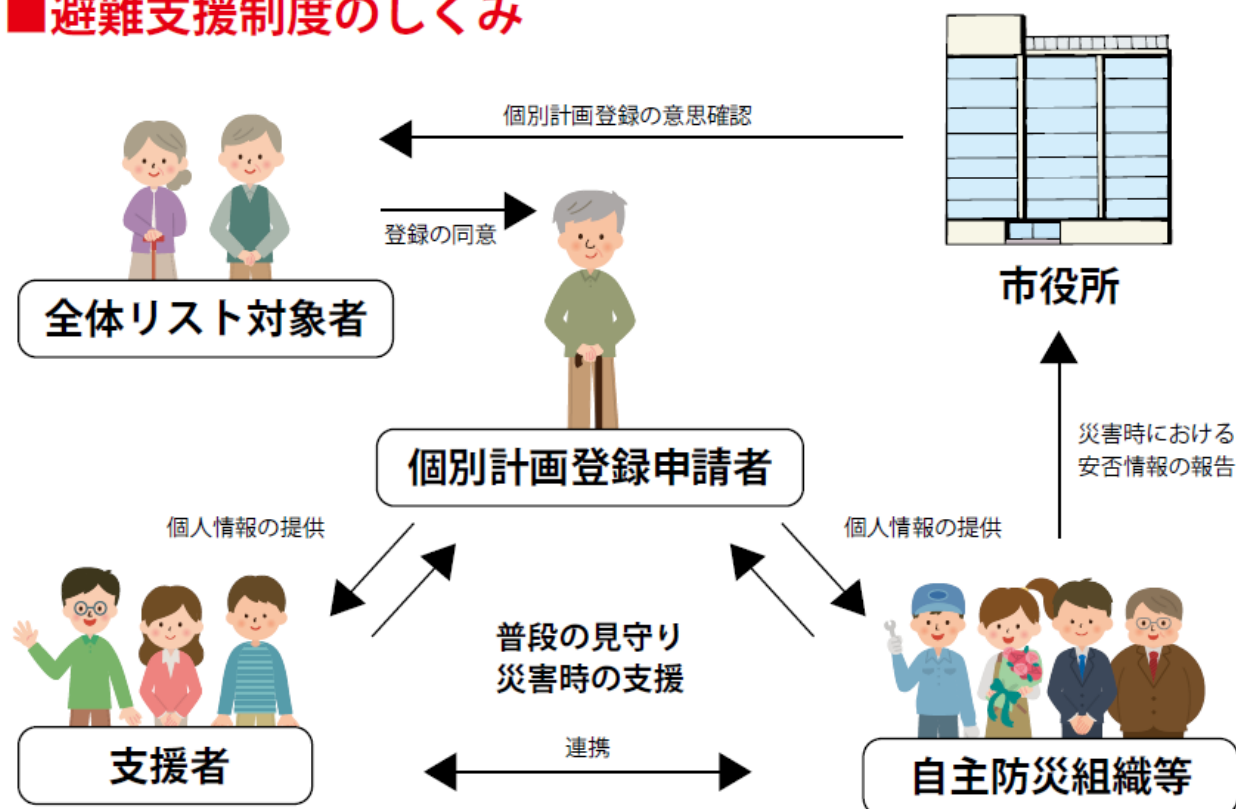 ■避難支援制度のしくみ
個別計画登録の意思確認
登録の同意
全体リスト対象者
市役所
個別計画登録申請者
災害時における
安否情報の報告
個人情報の提供
個人情報の提供
普段の見守り
災害時の支援
支援者
連携
自主防災組織等